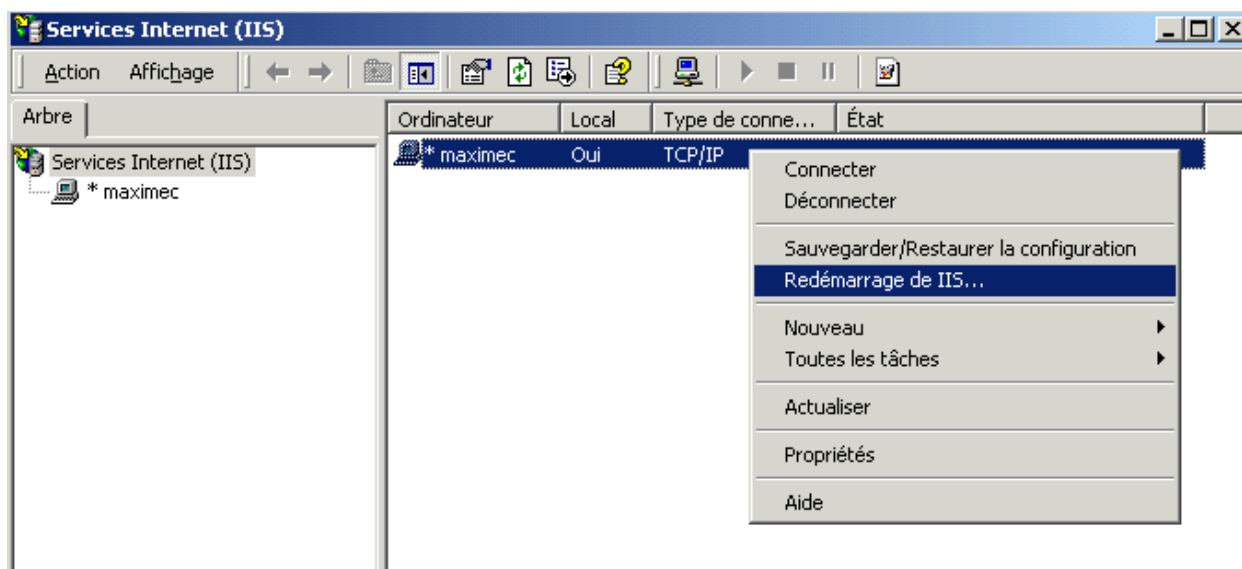 Services Internet (IIS)
Action Affichage
Arbre
Services Internet (IIS)
* maximec
Ordinateur Local Type de conne... État
* maximec Oui TCP/IP
Connecter
Déconnecter
Sauvegarder/Restaurer la configuration
Redémarrage de IIS...
Nouveau
Toutes les tâches
Actualiser
Propriétés
Aide